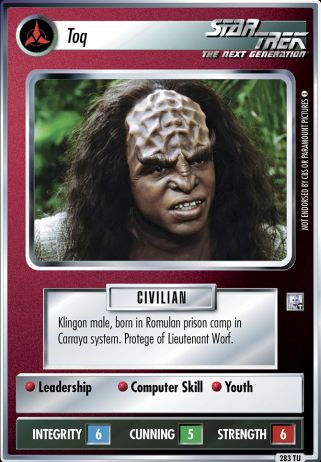 Toq
STAR TREK
THE NEXT GENERATION
NOT ENDORSED BY CBS OR PARAMOUNT PICTURES
CIVILIAN
Klingon male, born in Romulan prison camp in
Carraya system. Protege of Lieutenant Worf.
Leadership Computer Skill Youth
INTEGRITY 6 CUNNING 5 STRENGTH 6
283 TU